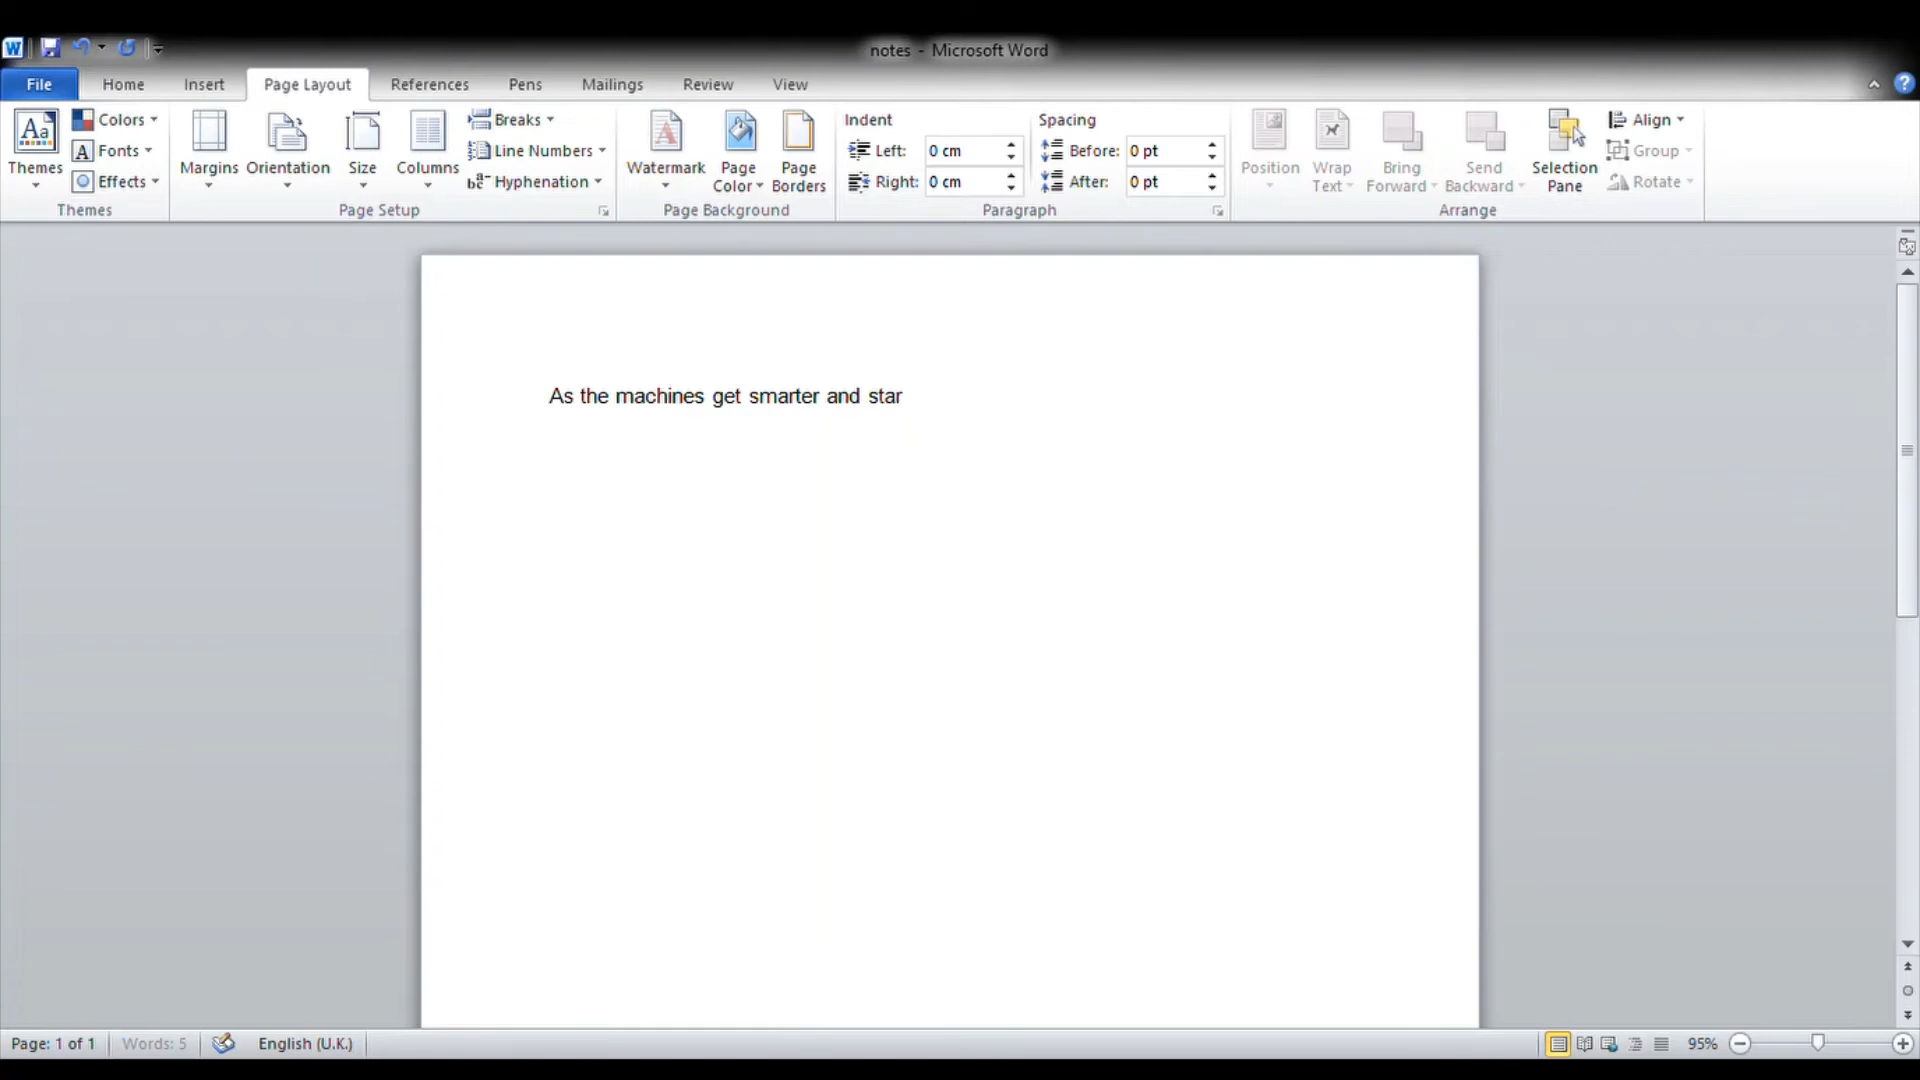 notes - Microsoft Word
File Home Insert Page Layout References Pens Mailings Review View
Themes
Colors
Fonts
Effects
Themes
Margins
Orientation
Size
Columns
Breaks
Line Numbers
Hyphenation
Page Setup
Watermark
Page Color
Page Borders
Page Background
Indent
Left: 0 cm
Right: 0 cm
Spacing
Before: 0 pt
After: 0 pt
Paragraph
Position
Wrap Text
Bring Forward
Send Backward
Selection Pane
Align
Group
Rotate
Arrange
As the machines get smarter and star
Page: 1 of 1 Words: 5 English (U.K.) 95%